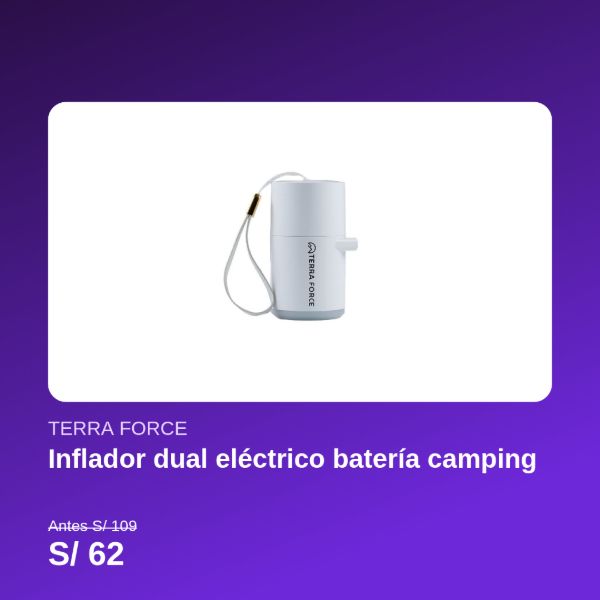 TERRA FORCE
TERRA FORCE
Inflador dual eléctrico batería camping
Antes S/ 109
S/ 62